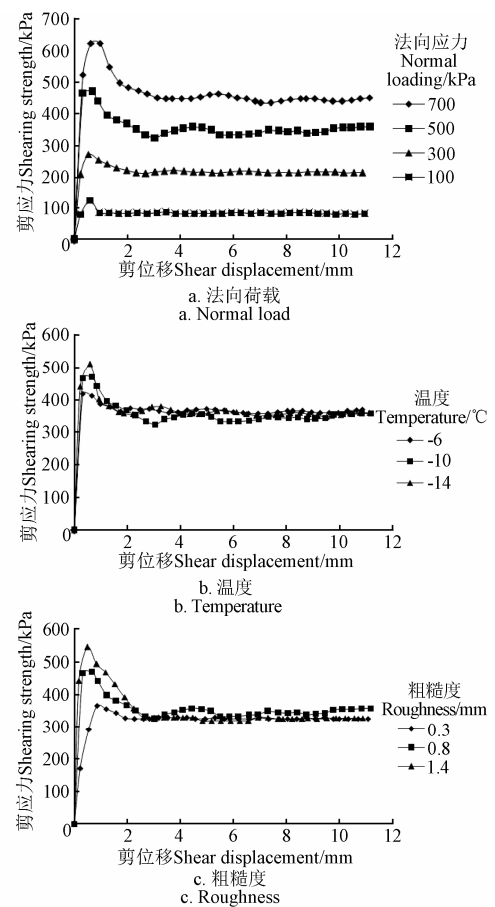 剪应力Shearing strength/kPa
700
600
500
400
300
200
100
0
2
4
6
8
10
12
剪位移Shear displacement/mm
法向应力
Normal
loading/kPa
700
500
300
100
a. 法向荷载
a. Normal load
剪应力Shearing strength/kPa
600
500
400
300
200
100
0
2
4
6
8
10
12
剪位移Shear displacement/mm
温度
Temperature/℃
-6
-10
-14
b. 温度
b. Temperature
剪应力Shearing strength/kPa
600
500
400
300
200
100
0
2
4
6
8
10
12
剪位移Shear displacement/mm
粗糙度
Roughness/mm
0.3
0.8
1.4
c. 粗糙度
c. Roughness